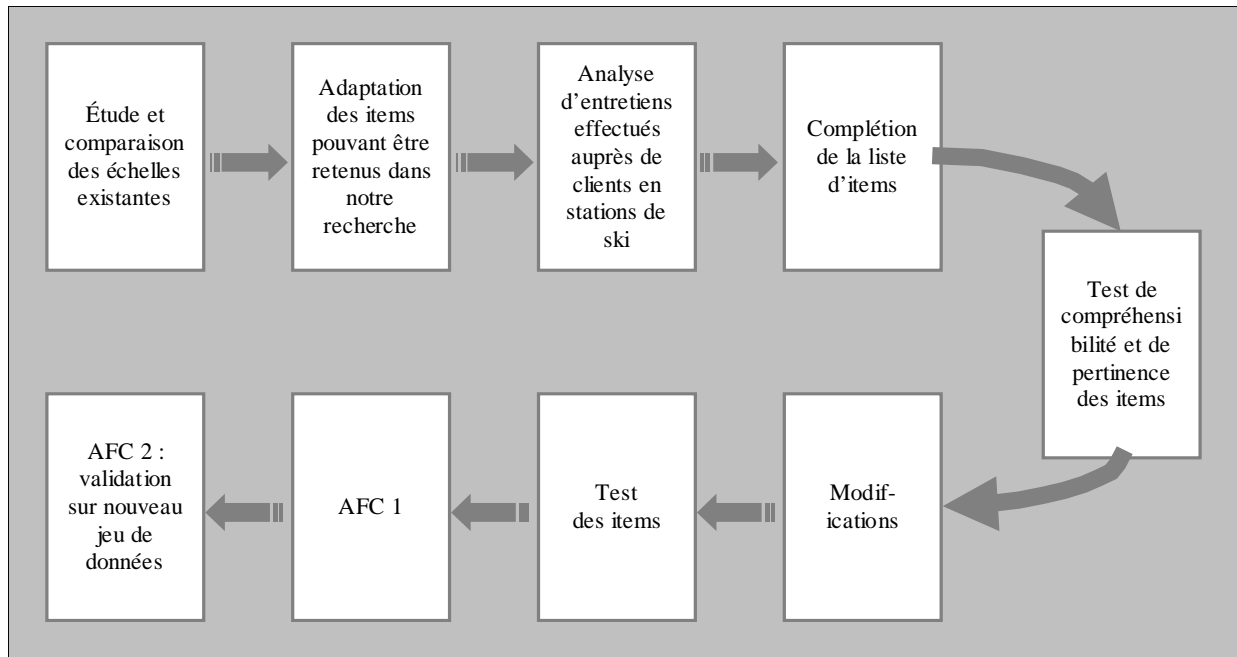 Étude et
comparaison
des échelles
existantes
Adaptation
des items
pouvant être
retenus dans
notre
recherche
Analyse
d'entretiens
effectués
auprès de
clients en
stations de
ski
Complétion
de la liste
d'items
Test de
compréhensi
bilité et de
pertinence
des items
Modif-
ications
Test
des items
AFC 1
AFC 2 :
validation
sur nouveau
jeu de
données